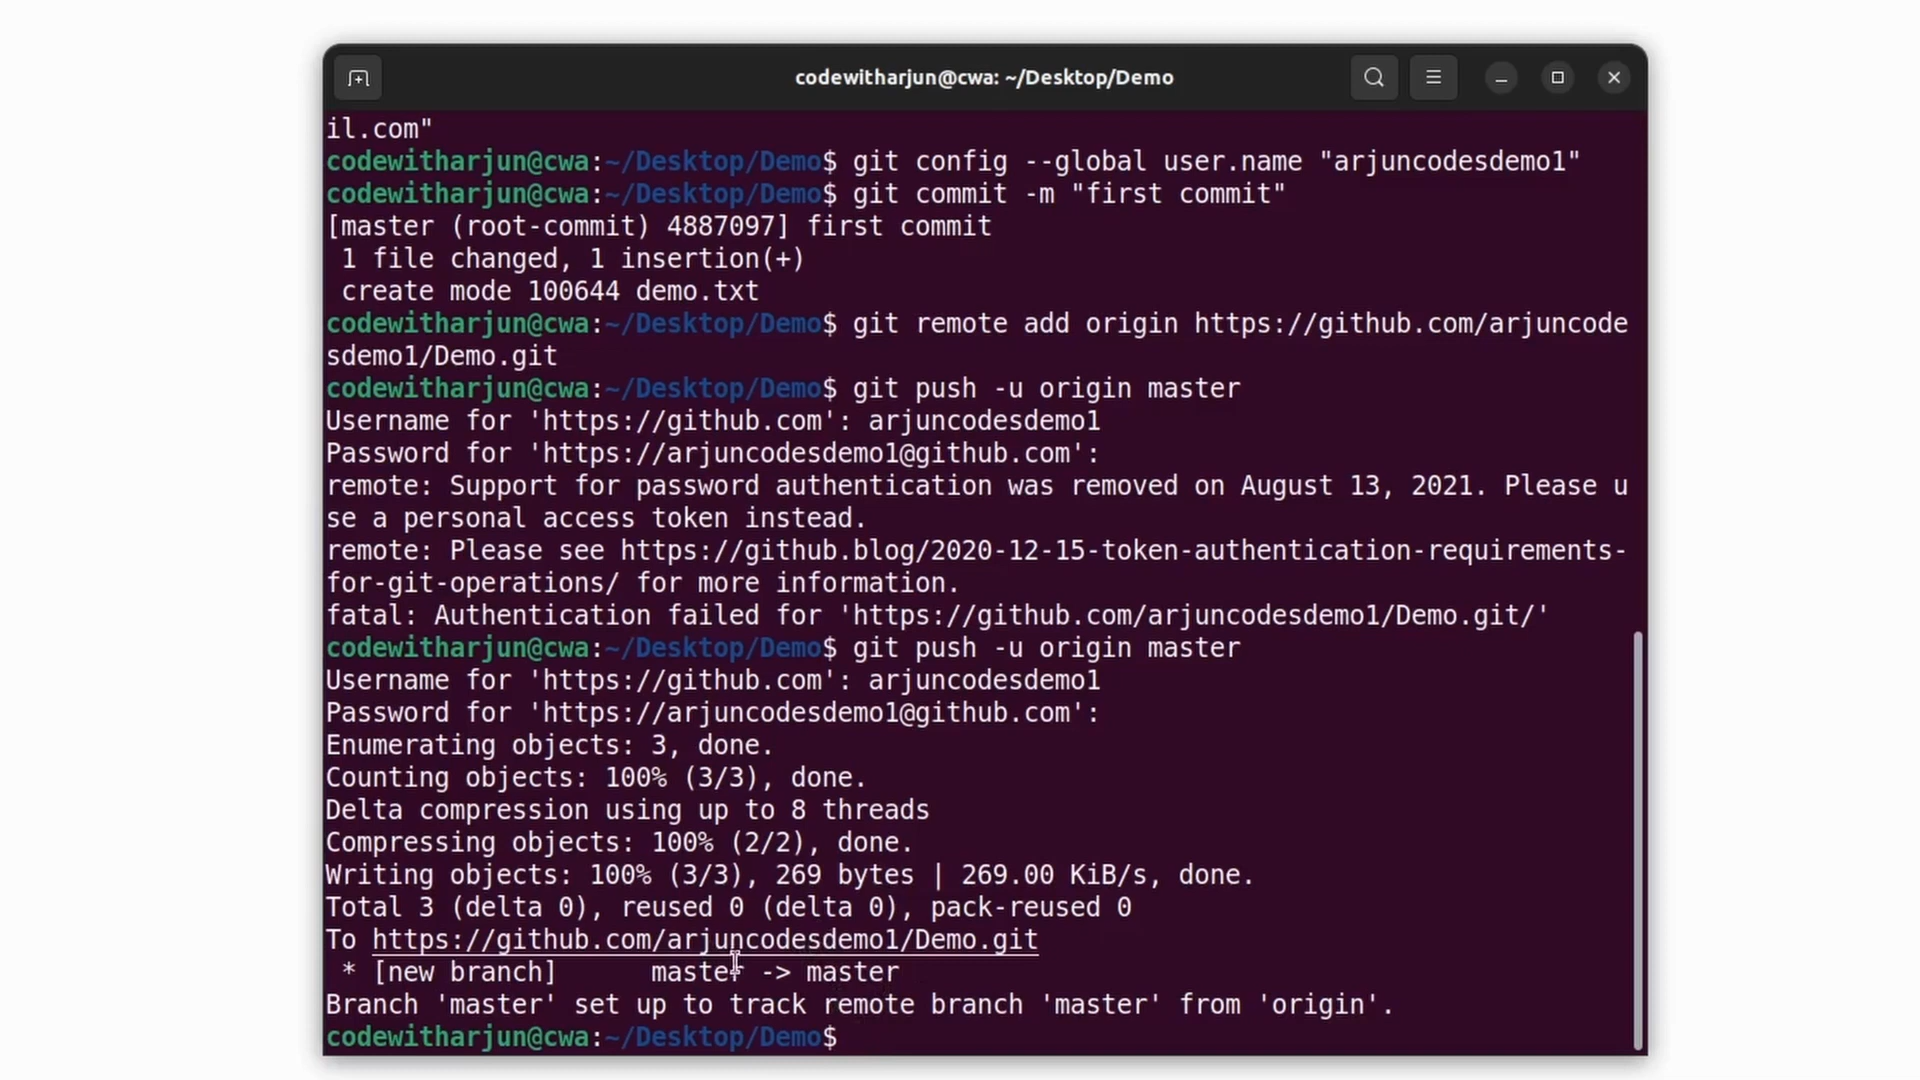 codewitharjun@cwa: ~/Desktop/Demo
il.com"
codewitharjun@cwa:~/Desktop/Demo$ git config --global user.name "arjuncodesdemo1"
codewitharjun@cwa:~/Desktop/Demo$ git commit -m "first commit"
[master (root-commit) 4887097] first commit
 1 file changed, 1 insertion(+)
 create mode 100644 demo.txt
codewitharjun@cwa:~/Desktop/Demo$ git remote add origin https://github.com/arjuncode
sdemo1/Demo.git
codewitharjun@cwa:~/Desktop/Demo$ git push -u origin master
Username for 'https://github.com': arjuncodesdemo1
Password for 'https://arjuncodesdemo1@github.com':
remote: Support for password authentication was removed on August 13, 2021. Please u
se a personal access token instead.
remote: Please see https://github.blog/2020-12-15-token-authentication-requirements-
for-git-operations/ for more information.
fatal: Authentication failed for 'https://github.com/arjuncodesdemo1/Demo.git/'
codewitharjun@cwa:~/Desktop/Demo$ git push -u origin master
Username for 'https://github.com': arjuncodesdemo1
Password for 'https://arjuncodesdemo1@github.com':
Enumerating objects: 3, done.
Counting objects: 100% (3/3), done.
Delta compression using up to 8 threads
Compressing objects: 100% (2/2), done.
Writing objects: 100% (3/3), 269 bytes | 269.00 KiB/s, done.
Total 3 (delta 0), reused 0 (delta 0), pack-reused 0
To https://github.com/arjuncodesdemo1/Demo.git
 * [new branch]      master -> master
Branch 'master' set up to track remote branch 'master' from 'origin'.
codewitharjun@cwa:~/Desktop/Demo$